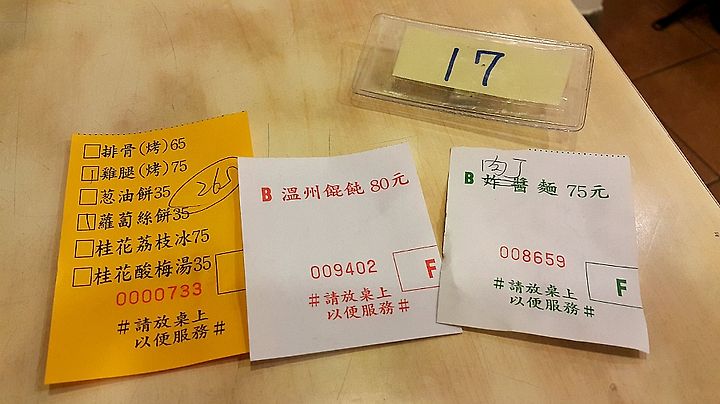 17
排骨(烤)65
雞腿(烤)75
葱油餅35
蘿蔔絲餅35
桂花荔枝冰75
桂花酸梅湯35
265
0000733
#請放桌上
以便服務#
B 溫州餛飩 80元
009402
F
#請放桌上
以便服務#
肉丁
B 炸醬麵 75元
008659
F
#請放桌上
以便服務#